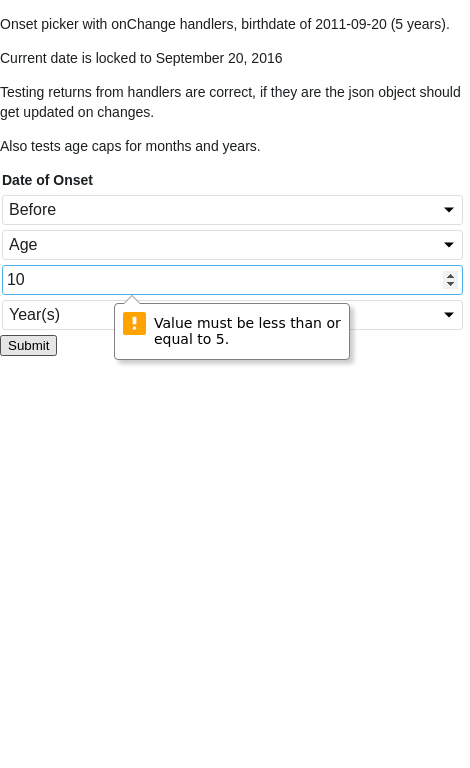 Onset picker with onChange handlers, birthdate of 2011-09-20 (5 years).
Current date is locked to September 20, 2016
Testing returns from handlers are correct, if they are the json object should
get updated on changes.
Also tests age caps for months and years.
Date of Onset
Before
Age
10
Year(s)
Value must be less than or
equal to 5.
Submit